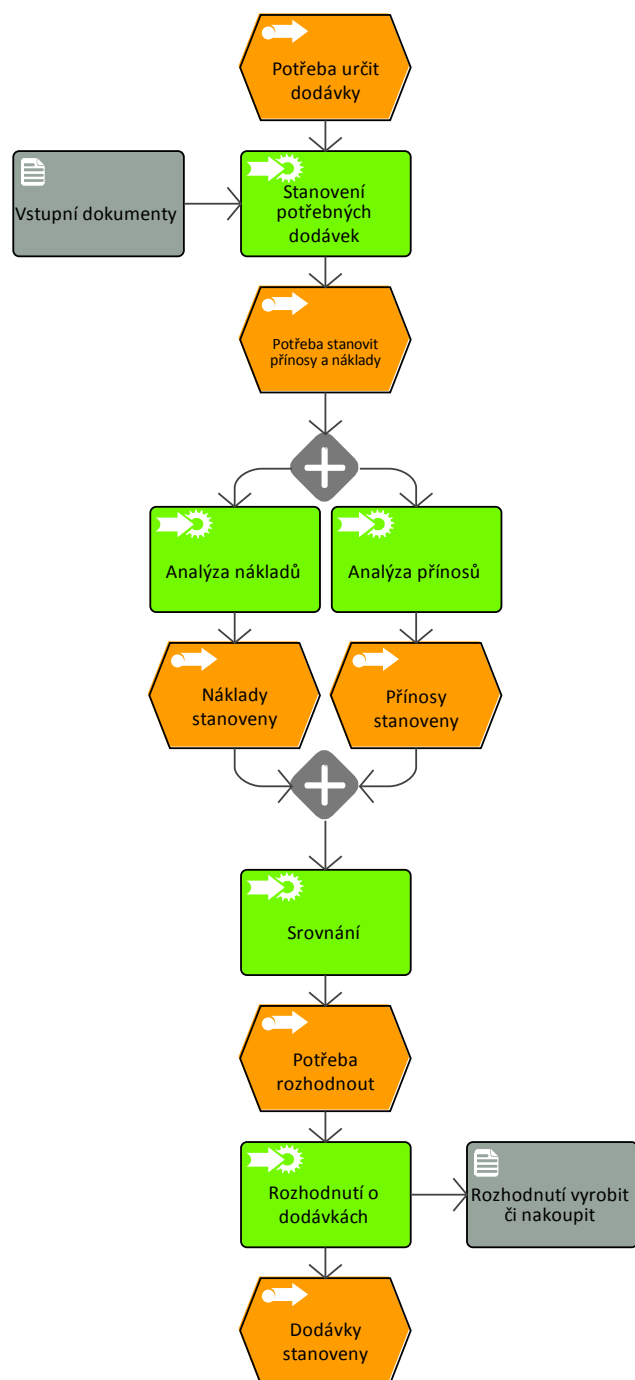 Potřeba určit
dodávky
Vstupní dokumenty
Stanovení
potřebných
dodávek
Potřeba stanovit
přínosy a náklady
Analýza nákladů
Analýza přínosů
Náklady
stanoveny
Přínosy
stanoveny
Srovnání
Potřeba
rozhodnout
Rozhodnutí o
dodávkách
Rozhodnutí vyrobit
či nakoupit
Dodávky
stanoveny